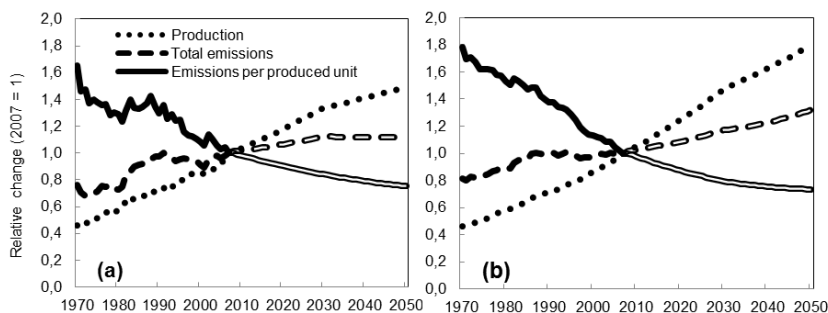 Relative change (2007 = 1)
2,0
1,8
1,6
1,4
1,2
1,0
0,8
0,6
0,4
0,2
0,0
Production
Total emissions
Emissions per produced unit
(a)
1970 1980 1990 2000 2010 2020 2030 2040 2050
2,0
1,8
1,6
1,4
1,2
1,0
0,8
0,6
0,4
0,2
0,0
(b)
1970 1980 1990 2000 2010 2020 2030 2040 2050